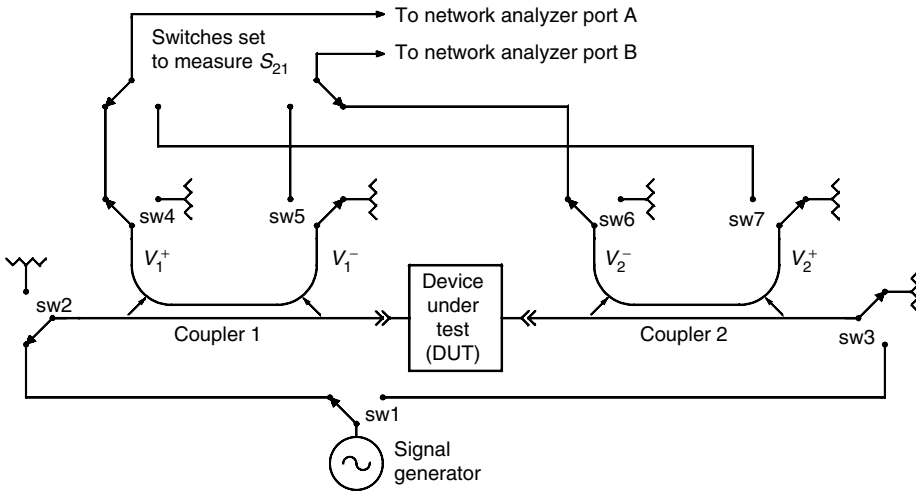 To network analyzer port A
Switches set
to measure S21
To network analyzer port B
sw4
sw5
sw6
sw7
V1+
V1−
V2−
V2+
sw2
Coupler 1
Device
under
test
(DUT)
Coupler 2
sw3
sw1
Signal
generator